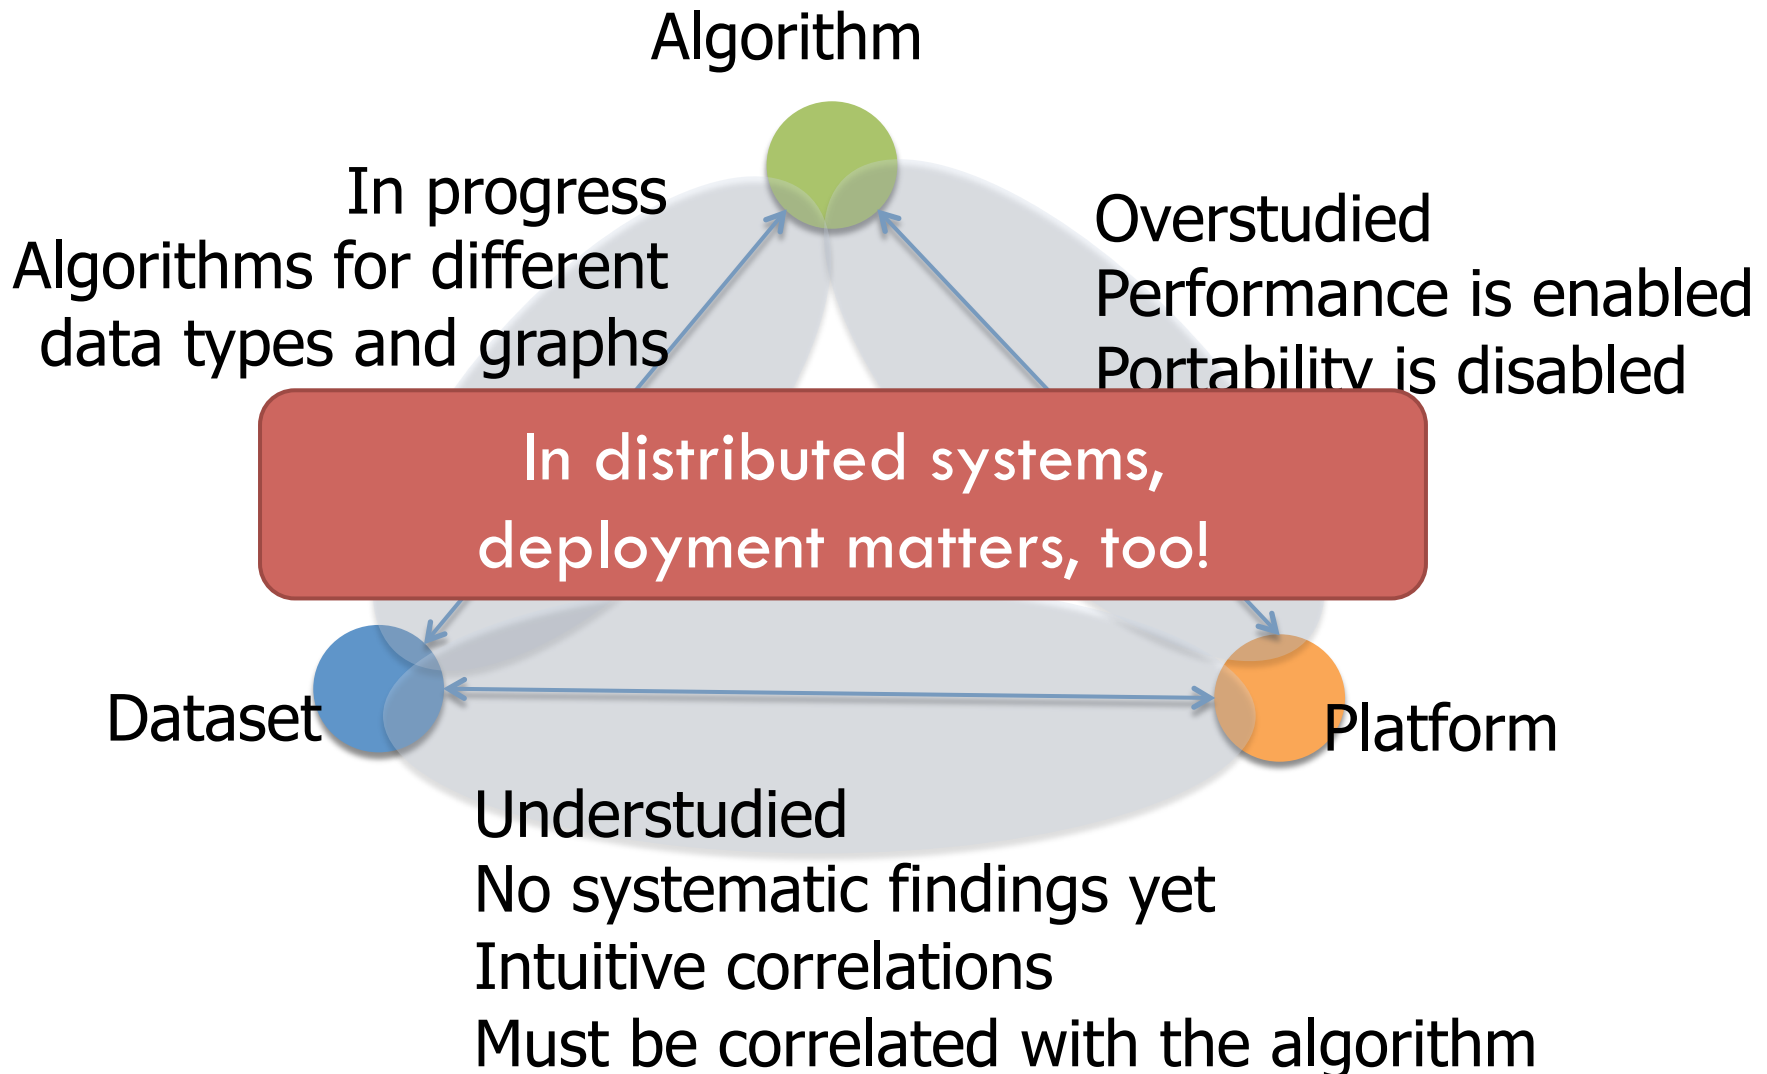 Algorithm
In progress
Algorithms for different
data types and graphs
Overstudied
Performance is enabled
Portability is disabled
In distributed systems,
deployment matters, too!
Dataset
Platform
Understudied
No systematic findings yet
Intuitive correlations
Must be correlated with the algorithm